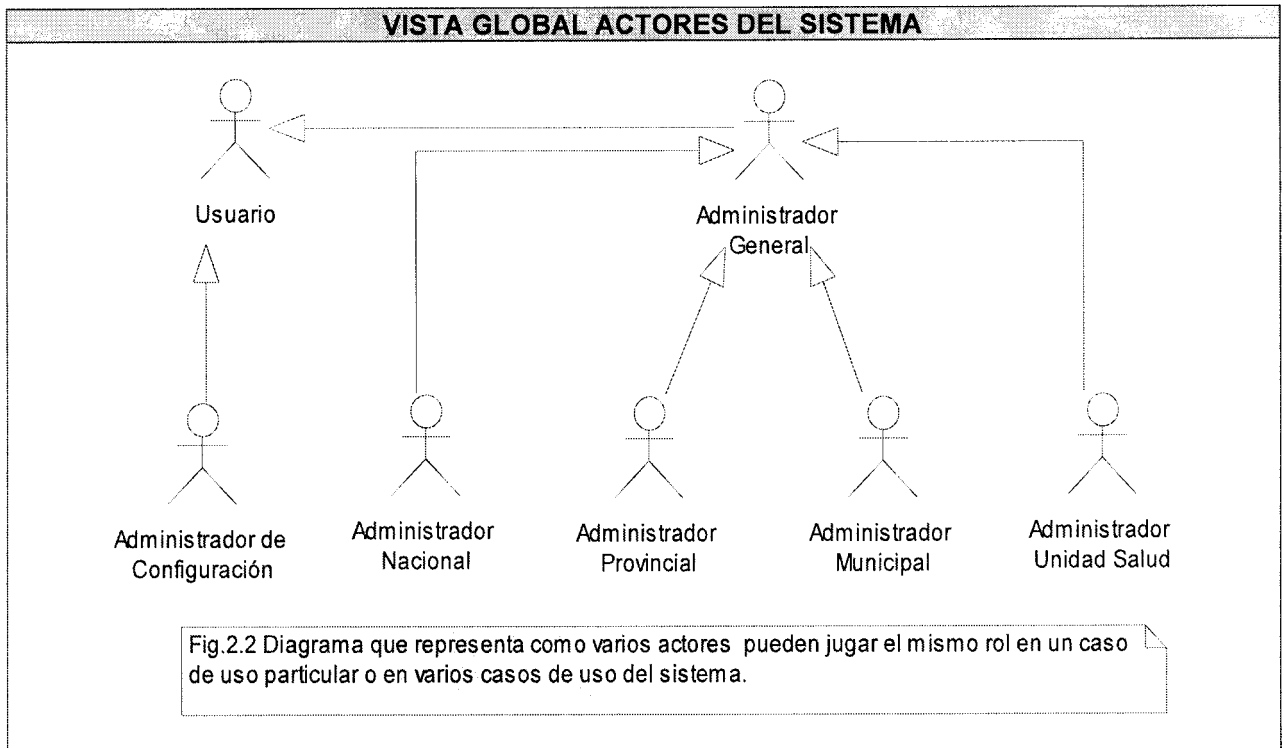 VISTA GLOBAL ACTORES DEL SISTEMA
Usuario
Administrador
General
Administrador de
Configuración
Administrador
Nacional
Administrador
Provincial
Administrador
Municipal
Administrador
Unidad Salud
Fig.2.2 Diagrama que representa como varios actores pueden jugar el mismo rol en un caso
de uso particular o en varios casos de uso del sistema.